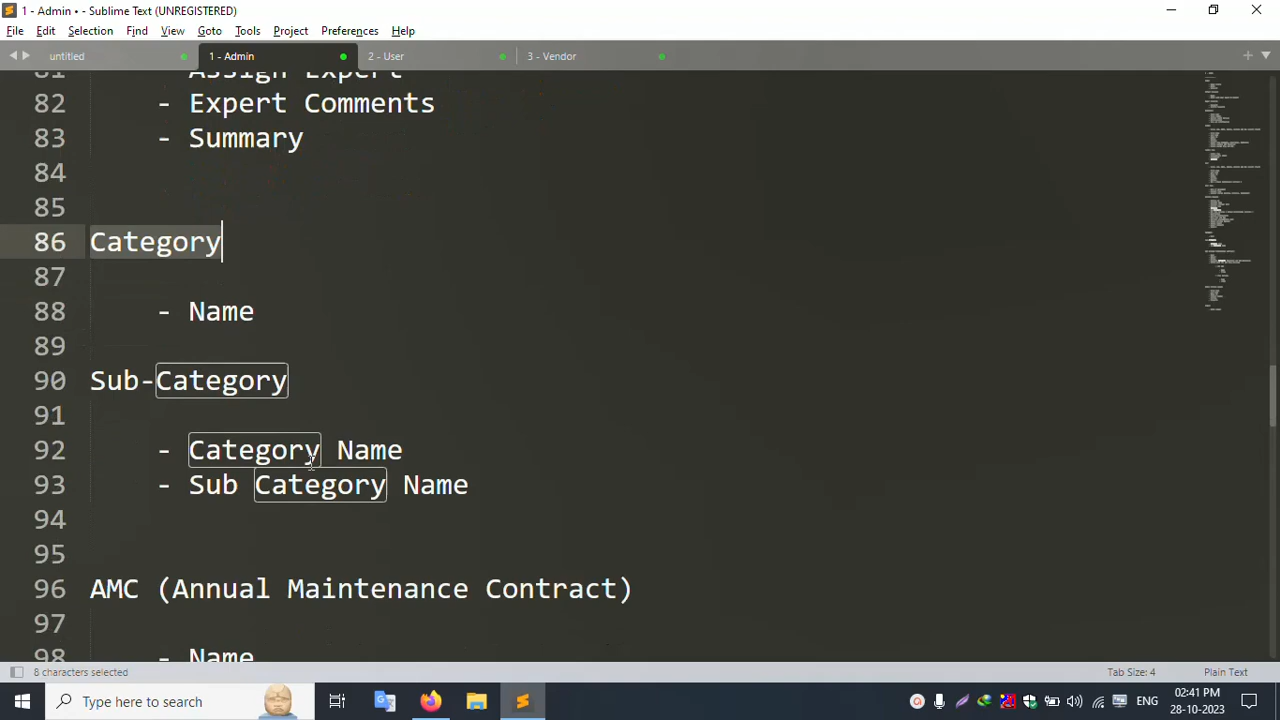 1 - Admin • - Sublime Text (UNREGISTERED)
File Edit Selection Find View Goto Tools Project Preferences Help
untitled 1 - Admin 2 - User 3 - Vendor
81 - Assign Expert
82 - Expert Comments
83 - Summary
84
85
86 Category
87
88 - Name
89
90 Sub-Category
91
92 - Category Name
93 - Sub Category Name
94
95
96 AMC (Annual Maintenance Contract)
97
98 - Name
8 characters selected Tab Size: 4 Plain Text
Type here to search ENG 02:41 PM
28-10-2023